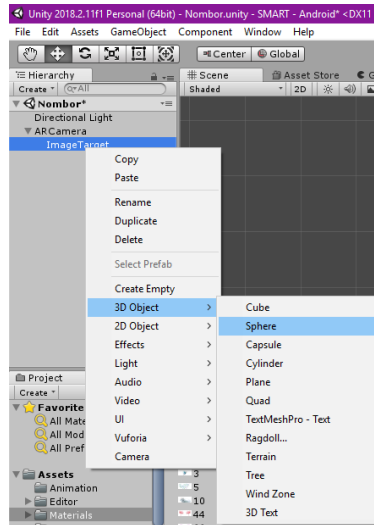 Unity 2018.2.11f1 Personal (64bit) - Nombor.unity - SMART - Android* <DX11
File Edit Assets GameObject Component Window Help
Center Global
Hierarchy
Create All
Nombor*
Directional Light
ARCamera
ImageTarget
# Scene Asset Store G
Shaded 2D
Copy
Paste
Rename
Duplicate
Delete
Select Prefab
Create Empty
3D Object >
2D Object >
Effects >
Light >
Audio >
Video >
UI >
Vuforia >
Camera
Cube
Sphere
Capsule
Cylinder
Plane
Quad
TextMeshPro - Text
Ragdoll...
Terrain
Tree
Wind Zone
3D Text
Project
Create
Favorite
All Mate
All Mod
All Pref
Assets
Animation
Editor
Materials
3
5
10
44